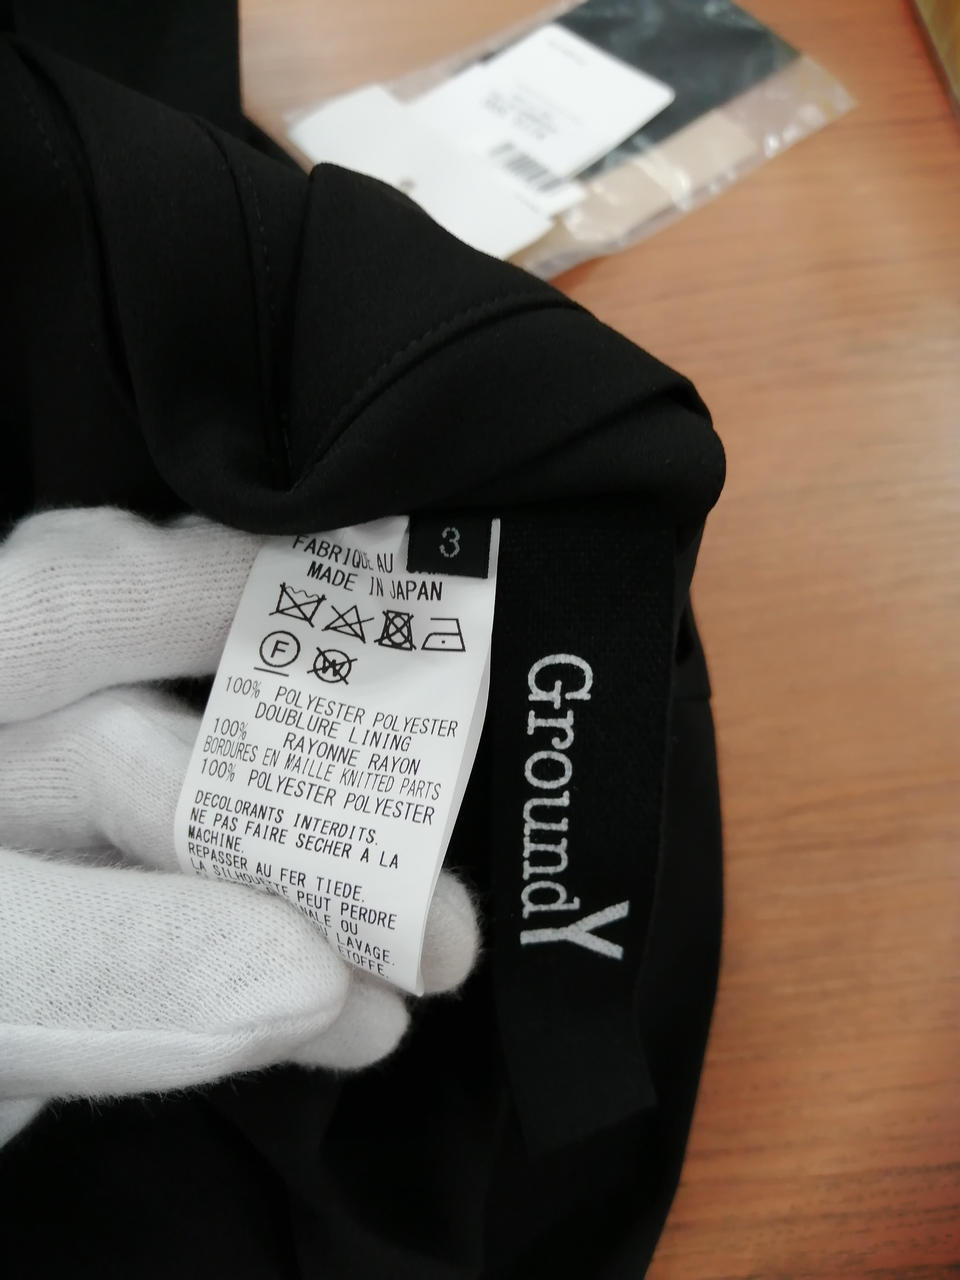 3
FABRIQUE AU
MADE IN JAPAN
F
W
100% POLYESTER POLYESTER
DOUBLURE LINING
100% RAYONNE RAYON
BORDURES EN MAILLE KNITTED PARTS
100% POLYESTER POLYESTER
DECOLORANTS INTERDITS.
NE PAS FAIRE SECHER A LA
MACHINE.
REPASSER AU FER TIEDE.
LA SILHOUETTE PEUT PERDRE
OU
LAVAGE.
ETOFFE.
GroundY